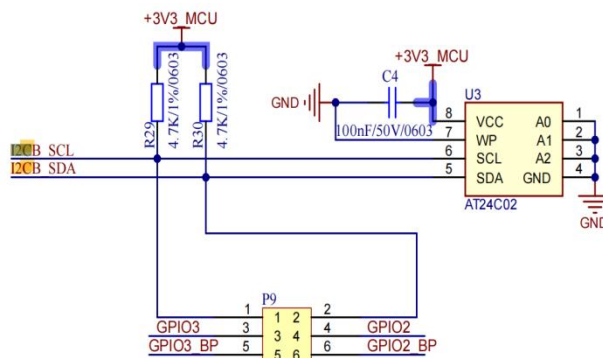 +3V3_MCU
+3V3_MCU
C4
GND
100nF/50V/0603
R29
4.7K/1%/0603
R30
4.7K/1%/0603
U3
8 VCC A0 1
7 WP A1 2
6 SCL A2 3
5 SDA GND 4
AT24C02
GND
I2CB_SCL
I2CB_SDA
P9
1 1 2 2
GPIO3 3 3 4 4 GPIO2
GPIO3_BP 5 5 6 6 GPIO2_BP